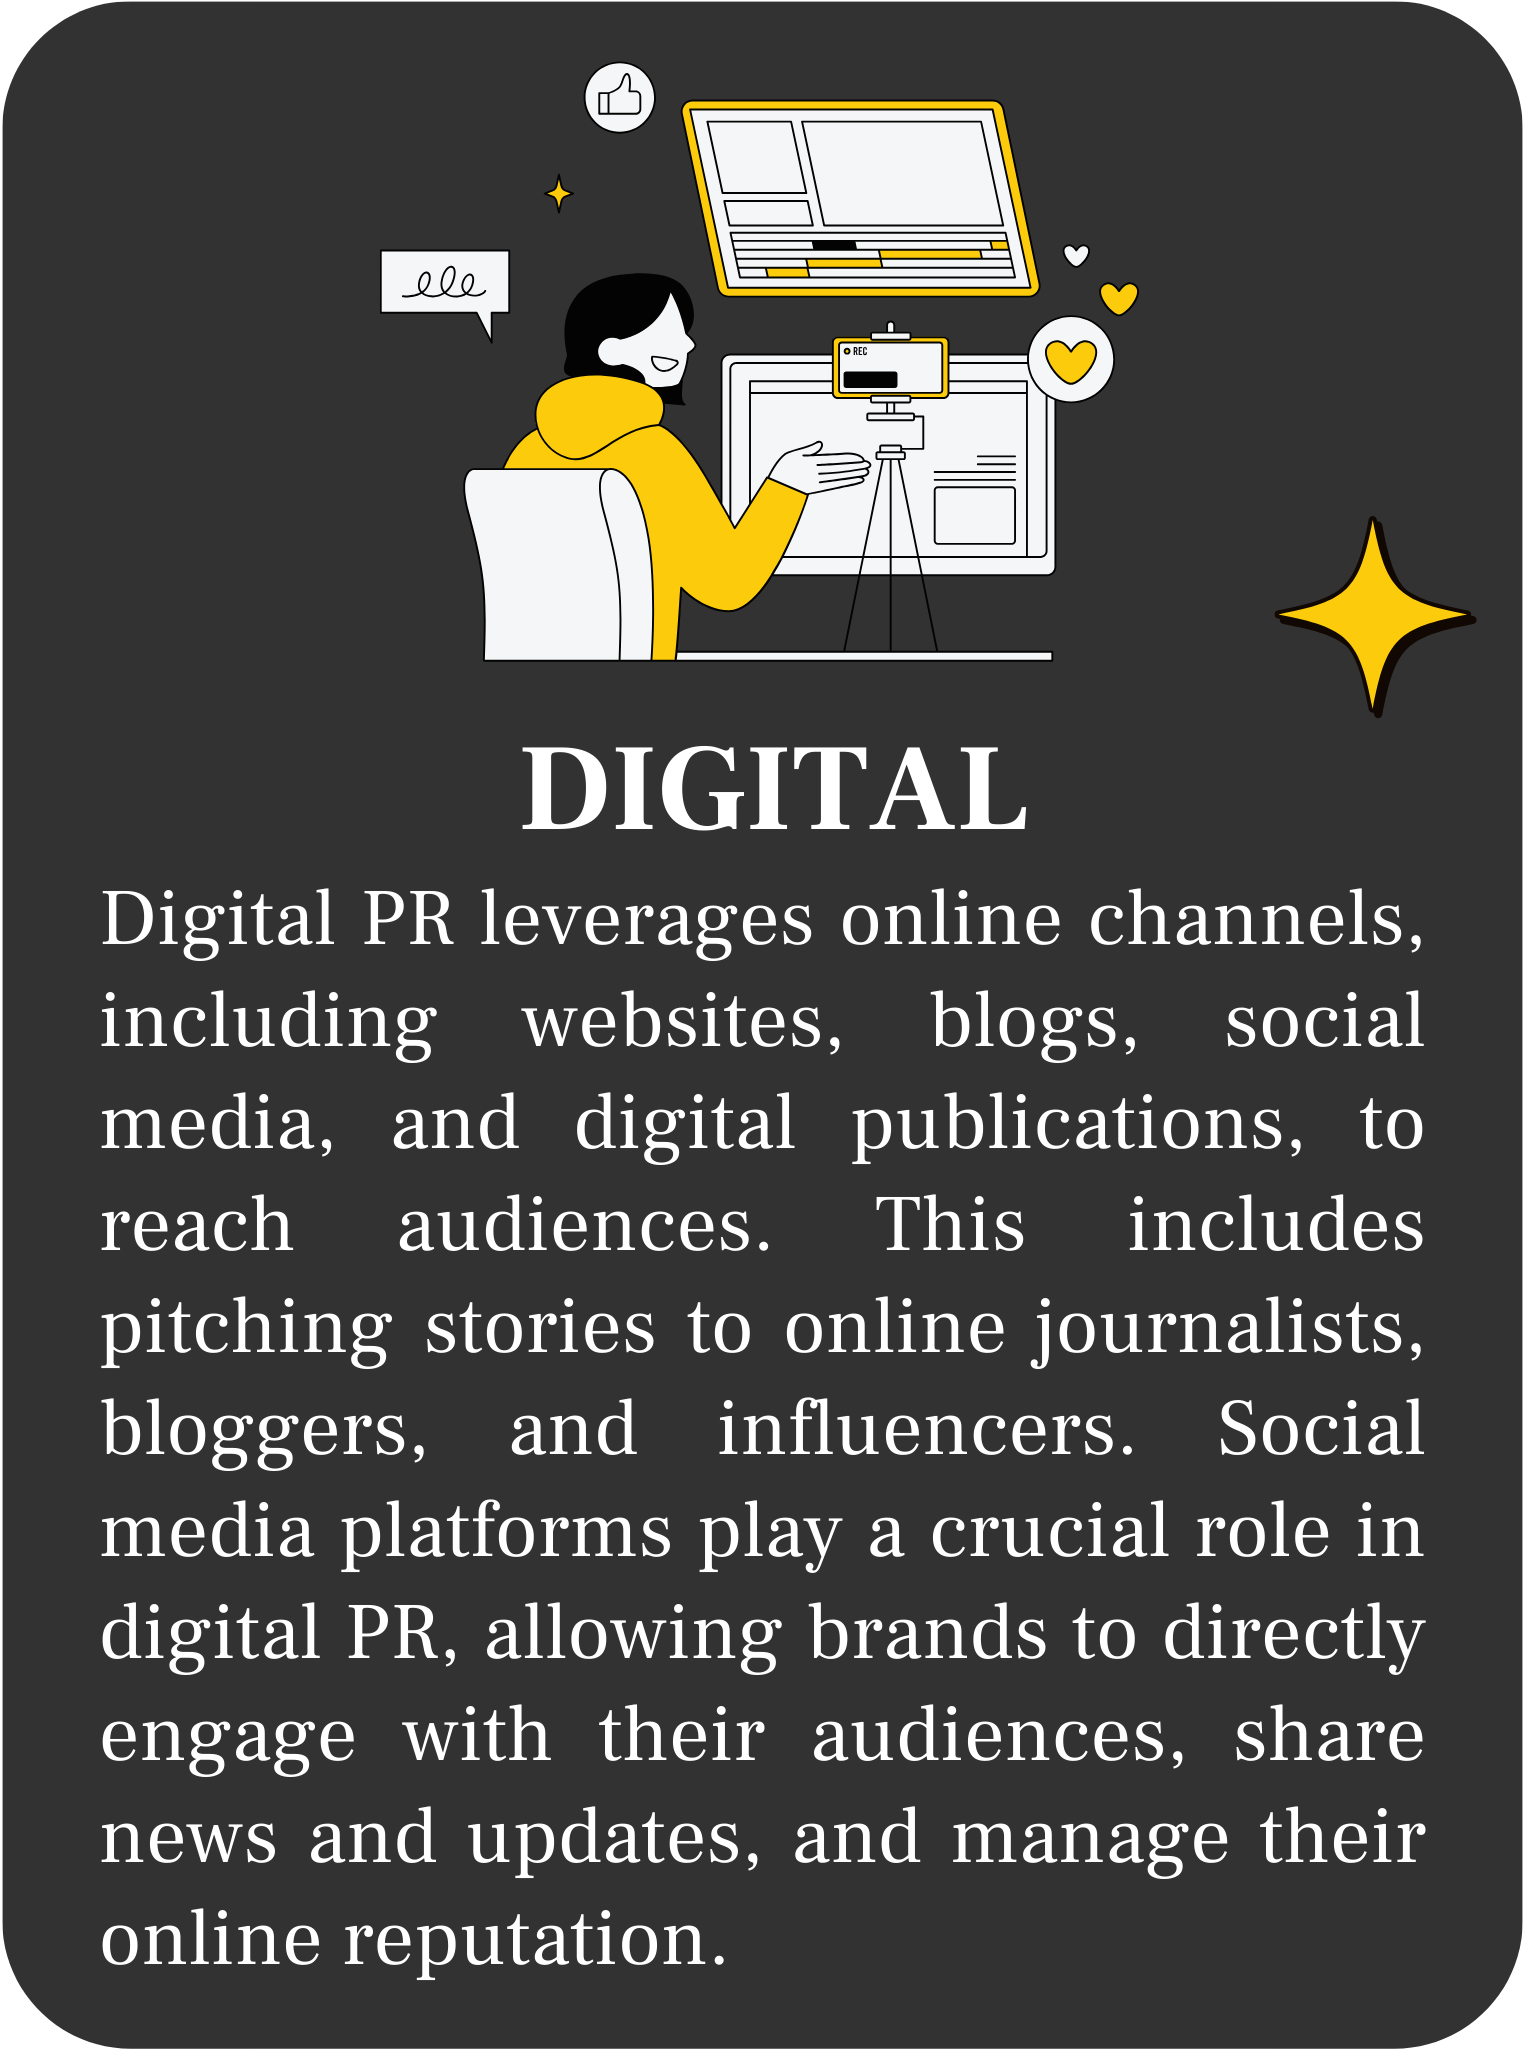 REC
DIGITAL
Digital PR leverages online channels,
including websites, blogs, social
media, and digital publications, to
reach audiences. This includes
pitching stories to online journalists,
bloggers, and influencers. Social
media platforms play a crucial role in
digital PR, allowing brands to directly
engage with their audiences, share
news and updates, and manage their
online reputation.